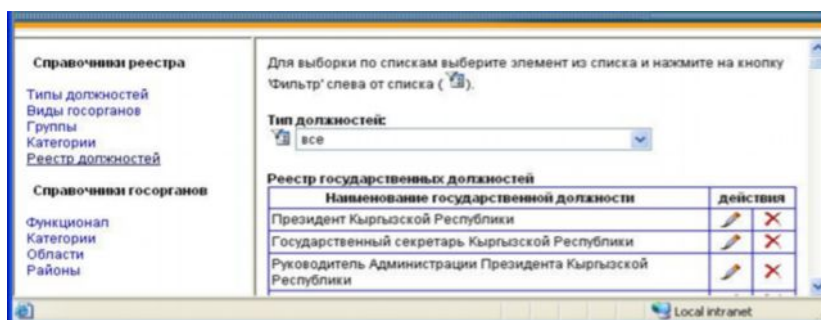 Справочники реестра
Типы должностей
Виды госорганов
Группы
Категории
Реестр должностей
Справочники госорганов
Функционал
Категории
Области
Районы
Для выборки по спискам выберите элемент из списка и нажмите на кнопку
'Фильтр' слева от списка ( ).
Тип должностей:
все
Реестр государственных должностей
Наименование государственной должности действия
Президент Кыргызской Республики
Государственный секретарь Кыргызской Республики
Руководитель Администрации Президента Кыргызской
Республики
Local intranet